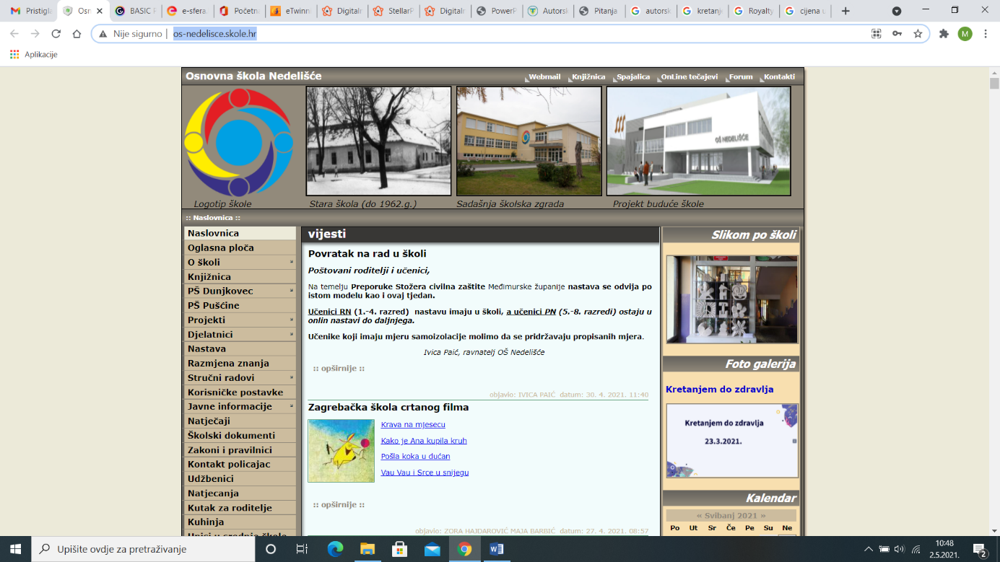 Pristigla
Osn
BASIC F
e-sfera.
Početna
eTwinn
Digitaln
StellarP
Digitaln
PowerP
Autorsk
Pitanja
autorsk
kretanje
Royalty
cijena u
Nije sigurno | os-nedelisce.skole.hr
M
Aplikacije
Osnovna škola Nedelišće
Webmail Knjižnica Spajalica OnLine tečajevi Forum Kontakti
OŠ NEDELIŠĆE
Logotip škole
Stara škola (do 1962.g.)
Sadašnja školska zgrada
Projekt buduće škole
:: Naslovnica ::
Naslovnica
Oglasna ploča
O školi
Knjižnica
PŠ Dunjkovec
PŠ Pušćine
Projekti
Djelatnici
Nastava
Razmjena znanja
Stručni radovi
Korisničke postavke
Javne informacije
Natječaji
Školski dokumenti
Zakoni i pravilnici
Kontakt policajac
Udžbenici
Natjecanja
Kutak za roditelje
Kuhinja
Upisi u srednje škole
vijesti
Povratak na rad u školi
Poštovani roditelji i učenici,
Na temelju Preporuke Stožera civilna zaštite Međimurske županije nastava se odvija po
istom modelu kao i ovaj tjedan.
Učenici RN (1.-4. razred) nastavu imaju u školi, a učenici PN (5.-8. razredi) ostaju u
onlin nastavi do daljnjega.
Učenike koji imaju mjeru samoizolacije molimo da se pridržavaju propisanih mjera.
Ivica Paić, ravnatelj OŠ Nedelišće
:: opširnije ::
objavio: IVICA PAIĆ datum: 30. 4. 2021. 11:40
Zagrebačka škola crtanog filma
Krava na mjesecu
Kako je Ana kupila kruh
Pošla koka u dućan
Vau Vau i Srce u snijegu
:: opširnije ::
objavio: ZORA HAJDAROVIĆ MAJA BARBIĆ datum: 27. 4. 2021. 08:57
Slikom po školi
Foto galerija
Kretanjem do zdravlja
Kretanjem do zdravlja
23.3.2021.
Kalendar
« Svibanj 2021 »
Po Ut Sr Če Pe Su Ne
Upišite ovdje za pretraživanje
10:48
2.5.2021.
2